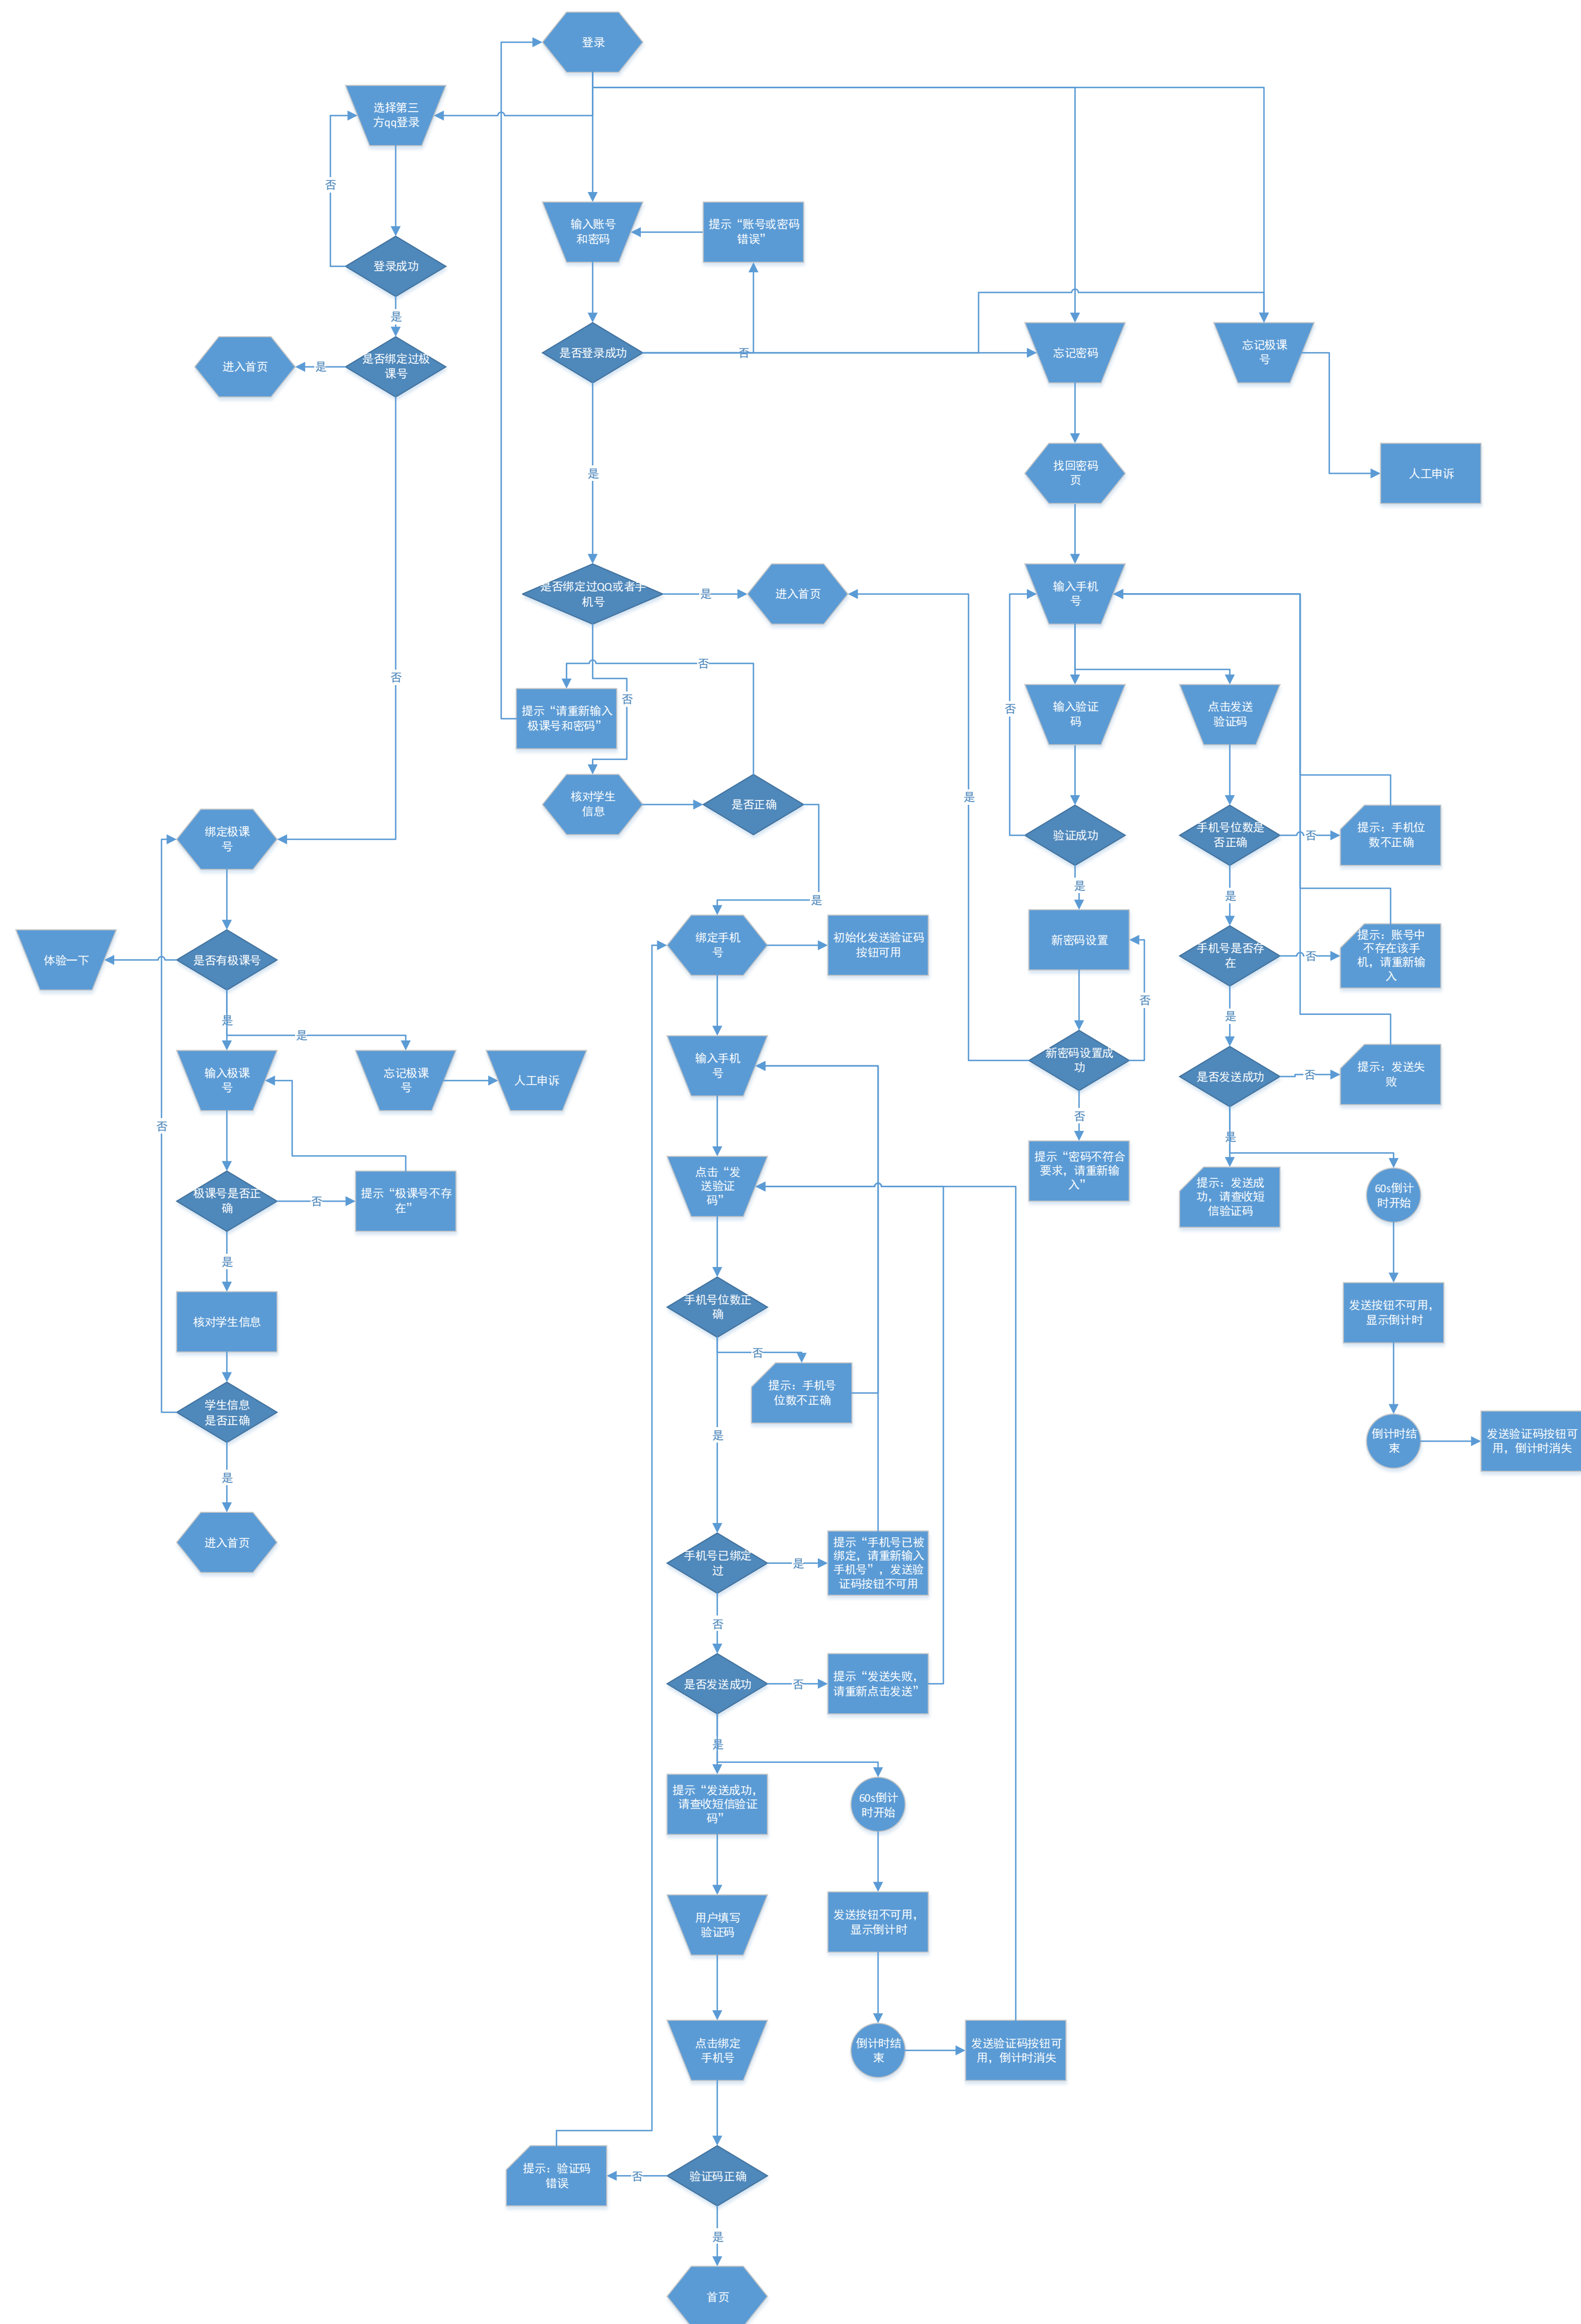 登录
选择第三
方qq登录
否
输入账号
和密码
提示“账号或密码
错误”
登录成功
是
是否绑定过极
课号
是
进入首页
是否登录成功
否
忘记密码
忘记极课
号
是
找回密码
页
人工申诉
是否绑定过QQ或者手
机号
是
进入首页
输入手机
号
否
否
否
提示“请重新输入
极课号和密码”
否
输入验证
码
点击发送
验证码
核对学生
信息
是否正确
是
绑定极课
号
验证成功
手机号位数是
否正确
否
提示：手机位
数不正确
是
是
是
绑定手机
号
初始化发送验证码
按钮可用
新密码设置
手机号是否存
在
否
提示：账号中
不存在该手
机，请重新输
入
体验一下
是否有极课号
否
是
是
是
输入极课
号
忘记极课
号
人工申诉
输入手机
号
新密码设置成
功
是否发送成功
否
提示：发送失
败
否
否
是
点击“发
送验证
码”
提示“密码不符合
要求，请重新输
入”
提示：发送成
功，请查收短
信验证码
60s倒计
时开始
极课号是否正
确
否
提示“极课号不存
在”
是
手机号位数正
确
发送按钮不可用，
显示倒计时
核对学生信息
否
提示：手机号
位数不正确
学生信息
是否正确
是
倒计时结
束
发送验证码按钮可
用，倒计时消失
是
进入首页
手机号已绑定
过
是
提示“手机号已被
绑定，请重新输入
手机号”，发送验
证码按钮不可用
否
是否发送成功
否
提示“发送失败，
请重新点击发送”
是
提示“发送成功，
请查收短信验证
码”
60s倒计
时开始
用户填写
验证码
发送按钮不可用，
显示倒计时
点击绑定
手机号
倒计时结
束
发送验证码按钮可
用，倒计时消失
提示：验证码
错误
否
验证码正确
是
首页